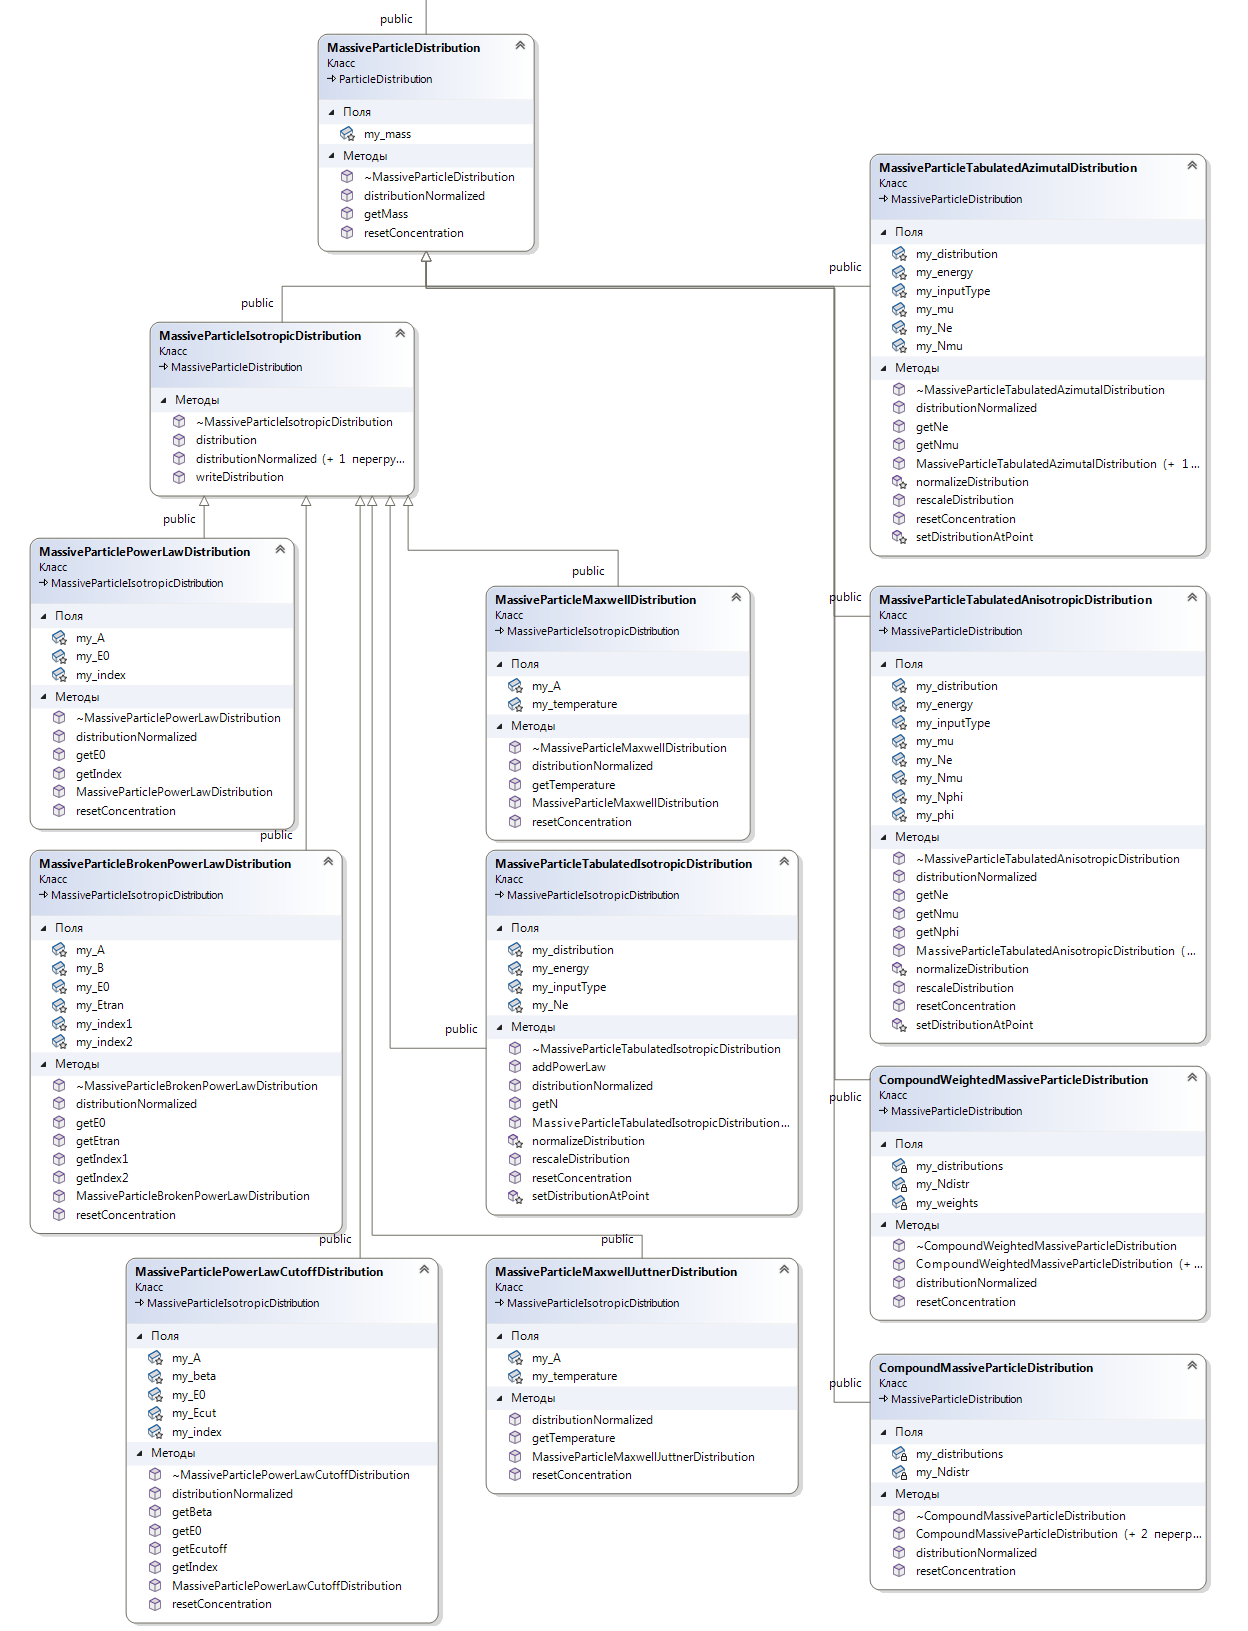 public
MassiveParticleDistribution
Класс
ParticleDistribution
Поля
my_mass
Методы
~MassiveParticleDistribution
distributionNormalized
getMass
resetConcentration
public
MassiveParticleIsotropicDistribution
Класс
MassiveParticleDistribution
Методы
~MassiveParticleIsotropicDistribution
distribution
distributionNormalized (+ 1 перегру...
writeDistribution
public
MassiveParticlePowerLawDistribution
Класс
MassiveParticleIsotropicDistribution
Поля
my_A
my_E0
my_index
Методы
~MassiveParticlePowerLawDistribution
distributionNormalized
getE0
getIndex
MassiveParticlePowerLawDistribution
resetConcentration
public
MassiveParticleBrokenPowerLawDistribution
Класс
MassiveParticleIsotropicDistribution
Поля
my_A
my_B
my_E0
my_Etran
my_index1
my_index2
Методы
~MassiveParticleBrokenPowerLawDistribution
distributionNormalized
getE0
getEtran
getIndex1
getIndex2
MassiveParticleBrokenPowerLawDistribution
resetConcentration
public
MassiveParticlePowerLawCutoffDistribution
Класс
MassiveParticleIsotropicDistribution
Поля
my_A
my_beta
my_E0
my_Ecut
my_index
Методы
~MassiveParticlePowerLawCutoffDistribution
distributionNormalized
getBeta
getE0
getEcutoff
getIndex
MassiveParticlePowerLawCutoffDistribution
resetConcentration
public
MassiveParticleMaxwellDistribution
Класс
MassiveParticleIsotropicDistribution
Поля
my_A
my_temperature
Методы
~MassiveParticleMaxwellDistribution
distributionNormalized
getTemperature
MassiveParticleMaxwellDistribution
resetConcentration
public
MassiveParticleTabulatedIsotropicDistribution
Класс
MassiveParticleIsotropicDistribution
Поля
my_distribution
my_energy
my_inputType
my_Ne
Методы
~MassiveParticleTabulatedIsotropicDistribution
addPowerLaw
distributionNormalized
getN
MassiveParticleTabulatedIsotropicDistribution...
normalizeDistribution
rescaleDistribution
resetConcentration
setDistributionAtPoint
public
MassiveParticleMaxwellJuttnerDistribution
Класс
MassiveParticleIsotropicDistribution
Поля
my_A
my_temperature
Методы
distributionNormalized
getTemperature
MassiveParticleMaxwellJuttnerDistribution
resetConcentration
public
MassiveParticleTabulatedAzimutalDistribution
Класс
MassiveParticleDistribution
Поля
my_distribution
my_energy
my_inputType
my_mu
my_Ne
my_Nmu
Методы
~MassiveParticleTabulatedAzimutalDistribution
distributionNormalized
getNe
getNmu
MassiveParticleTabulatedAzimutalDistribution (+ 1...
normalizeDistribution
rescaleDistribution
resetConcentration
setDistributionAtPoint
public
MassiveParticleTabulatedAnisotropicDistribution
Класс
MassiveParticleDistribution
Поля
my_distribution
my_energy
my_inputType
my_mu
my_Ne
my_Nmu
my_Nphi
my_phi
Методы
~MassiveParticleTabulatedAnisotropicDistribution
distributionNormalized
getNe
getNmu
getNphi
MassiveParticleTabulatedAnisotropicDistribution (...
normalizeDistribution
rescaleDistribution
resetConcentration
setDistributionAtPoint
public
CompoundWeightedMassiveParticleDistribution
Класс
MassiveParticleDistribution
Поля
my_distributions
my_Ndistr
my_weights
Методы
~CompoundWeightedMassiveParticleDistribution
CompoundWeightedMassiveParticleDistribution (+ ...
distributionNormalized
resetConcentration
public
CompoundMassiveParticleDistribution
Класс
MassiveParticleDistribution
Поля
my_distributions
my_Ndistr
Методы
~CompoundMassiveParticleDistribution
CompoundMassiveParticleDistribution (+ 2 перегр...
distributionNormalized
resetConcentration